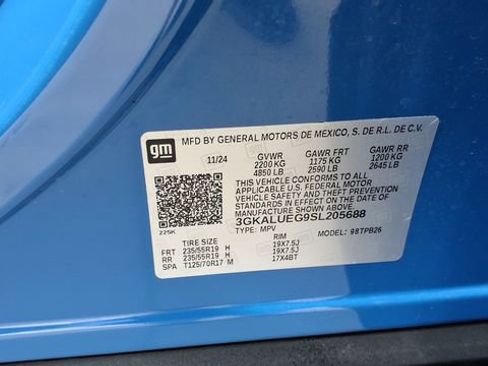 gm
MFD BY GENERAL MOTORS DE MEXICO, S. DE R.L. DE C.V.
11/24 GVWR GAWR FRT GAWR RR
2200 KG 1175 KG 1200 KG
4850 LB 2590 LB 2645 LB
THIS VEHICLE CONFORMS TO ALL
APPLICABLE U.S. FEDERAL MOTOR
VEHICLE SAFETY AND THEFT PREVENTION
STANDARDS IN EFFECT ON THE DATE OF
MANUFACTURE SHOWN ABOVE.
3GKALUEG9SL205688
225K TYPE: MPV MODEL: 98TPB26
TIRE SIZE RIM
FRT 235/55R19 H 19X7.5J
RR 235/55R19 H 19X7.5J
SPA T125/70R17 M 17X4BT